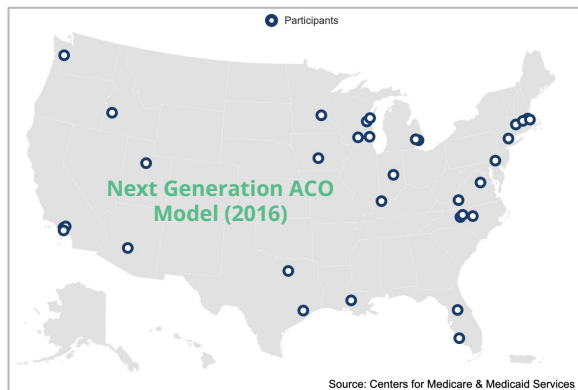 Participants
Next Generation ACO
Model (2016)
Source: Centers for Medicare & Medicaid Services